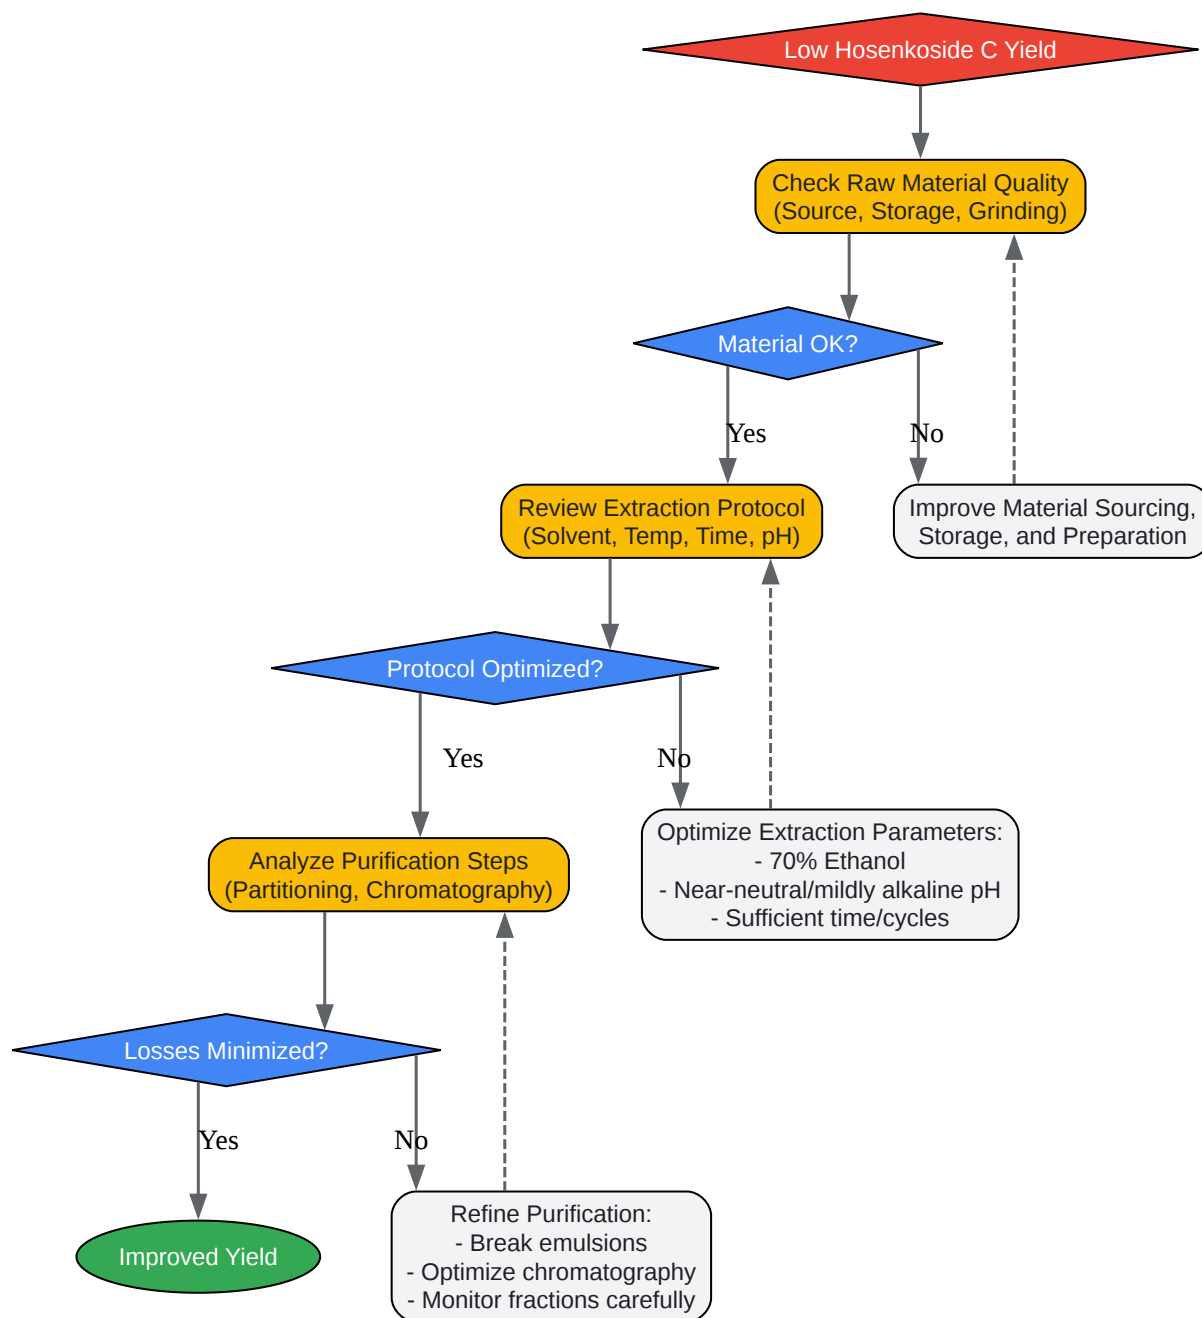 Low Hosenkoside C Yield
Check Raw Material Quality
(Source, Storage, Grinding)
Material OK?
Yes
No
Review Extraction Protocol
(Solvent, Temp, Time, pH)
Improve Material Sourcing,
Storage, and Preparation
Protocol Optimized?
Yes
No
Analyze Purification Steps
(Partitioning, Chromatography)
Optimize Extraction Parameters:
- 70% Ethanol
- Near-neutral/mildly alkaline pH
- Sufficient time/cycles
Losses Minimized?
Yes
No
Improved Yield
Refine Purification:
- Break emulsions
- Optimize chromatography
- Monitor fractions carefully